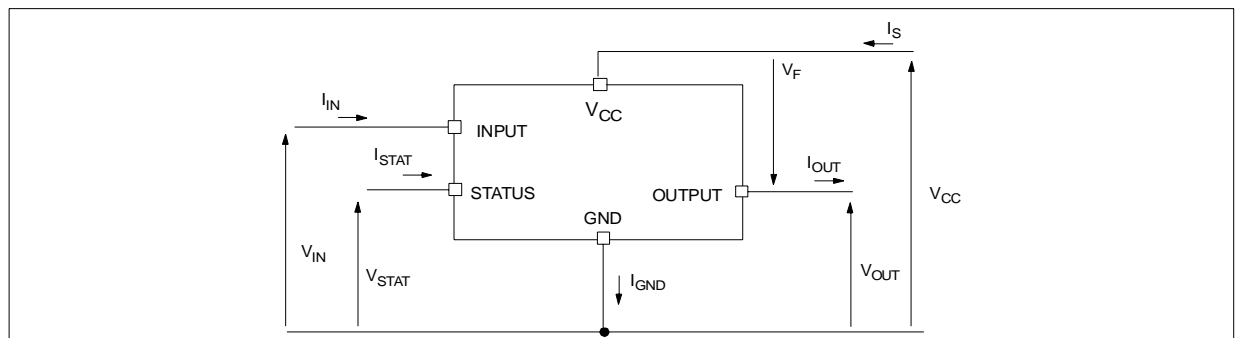 I_S
V_F
V_CC
I_IN
INPUT
I_STAT
I_OUT
STATUS
OUTPUT
V_CC
GND
V_IN
V_STAT
I_GND
V_OUT